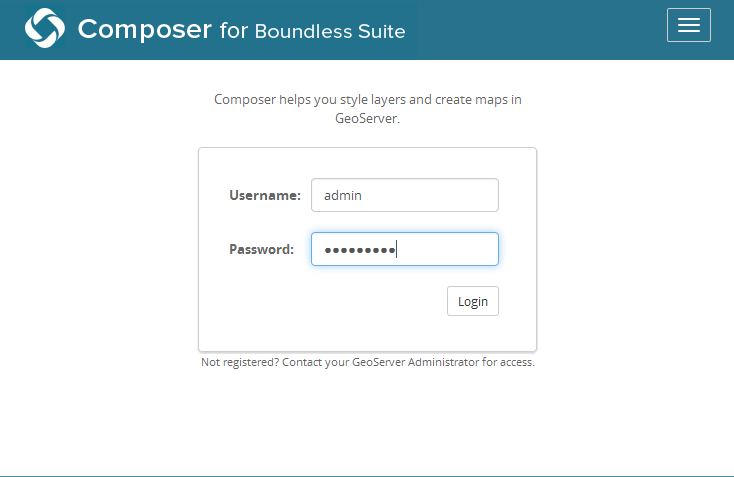 Composer for Boundless Suite
Composer helps you style layers and create maps in
GeoServer.
Username: admin
Password: •••••••••
Login
Not registered? Contact your GeoServer Administrator for access.